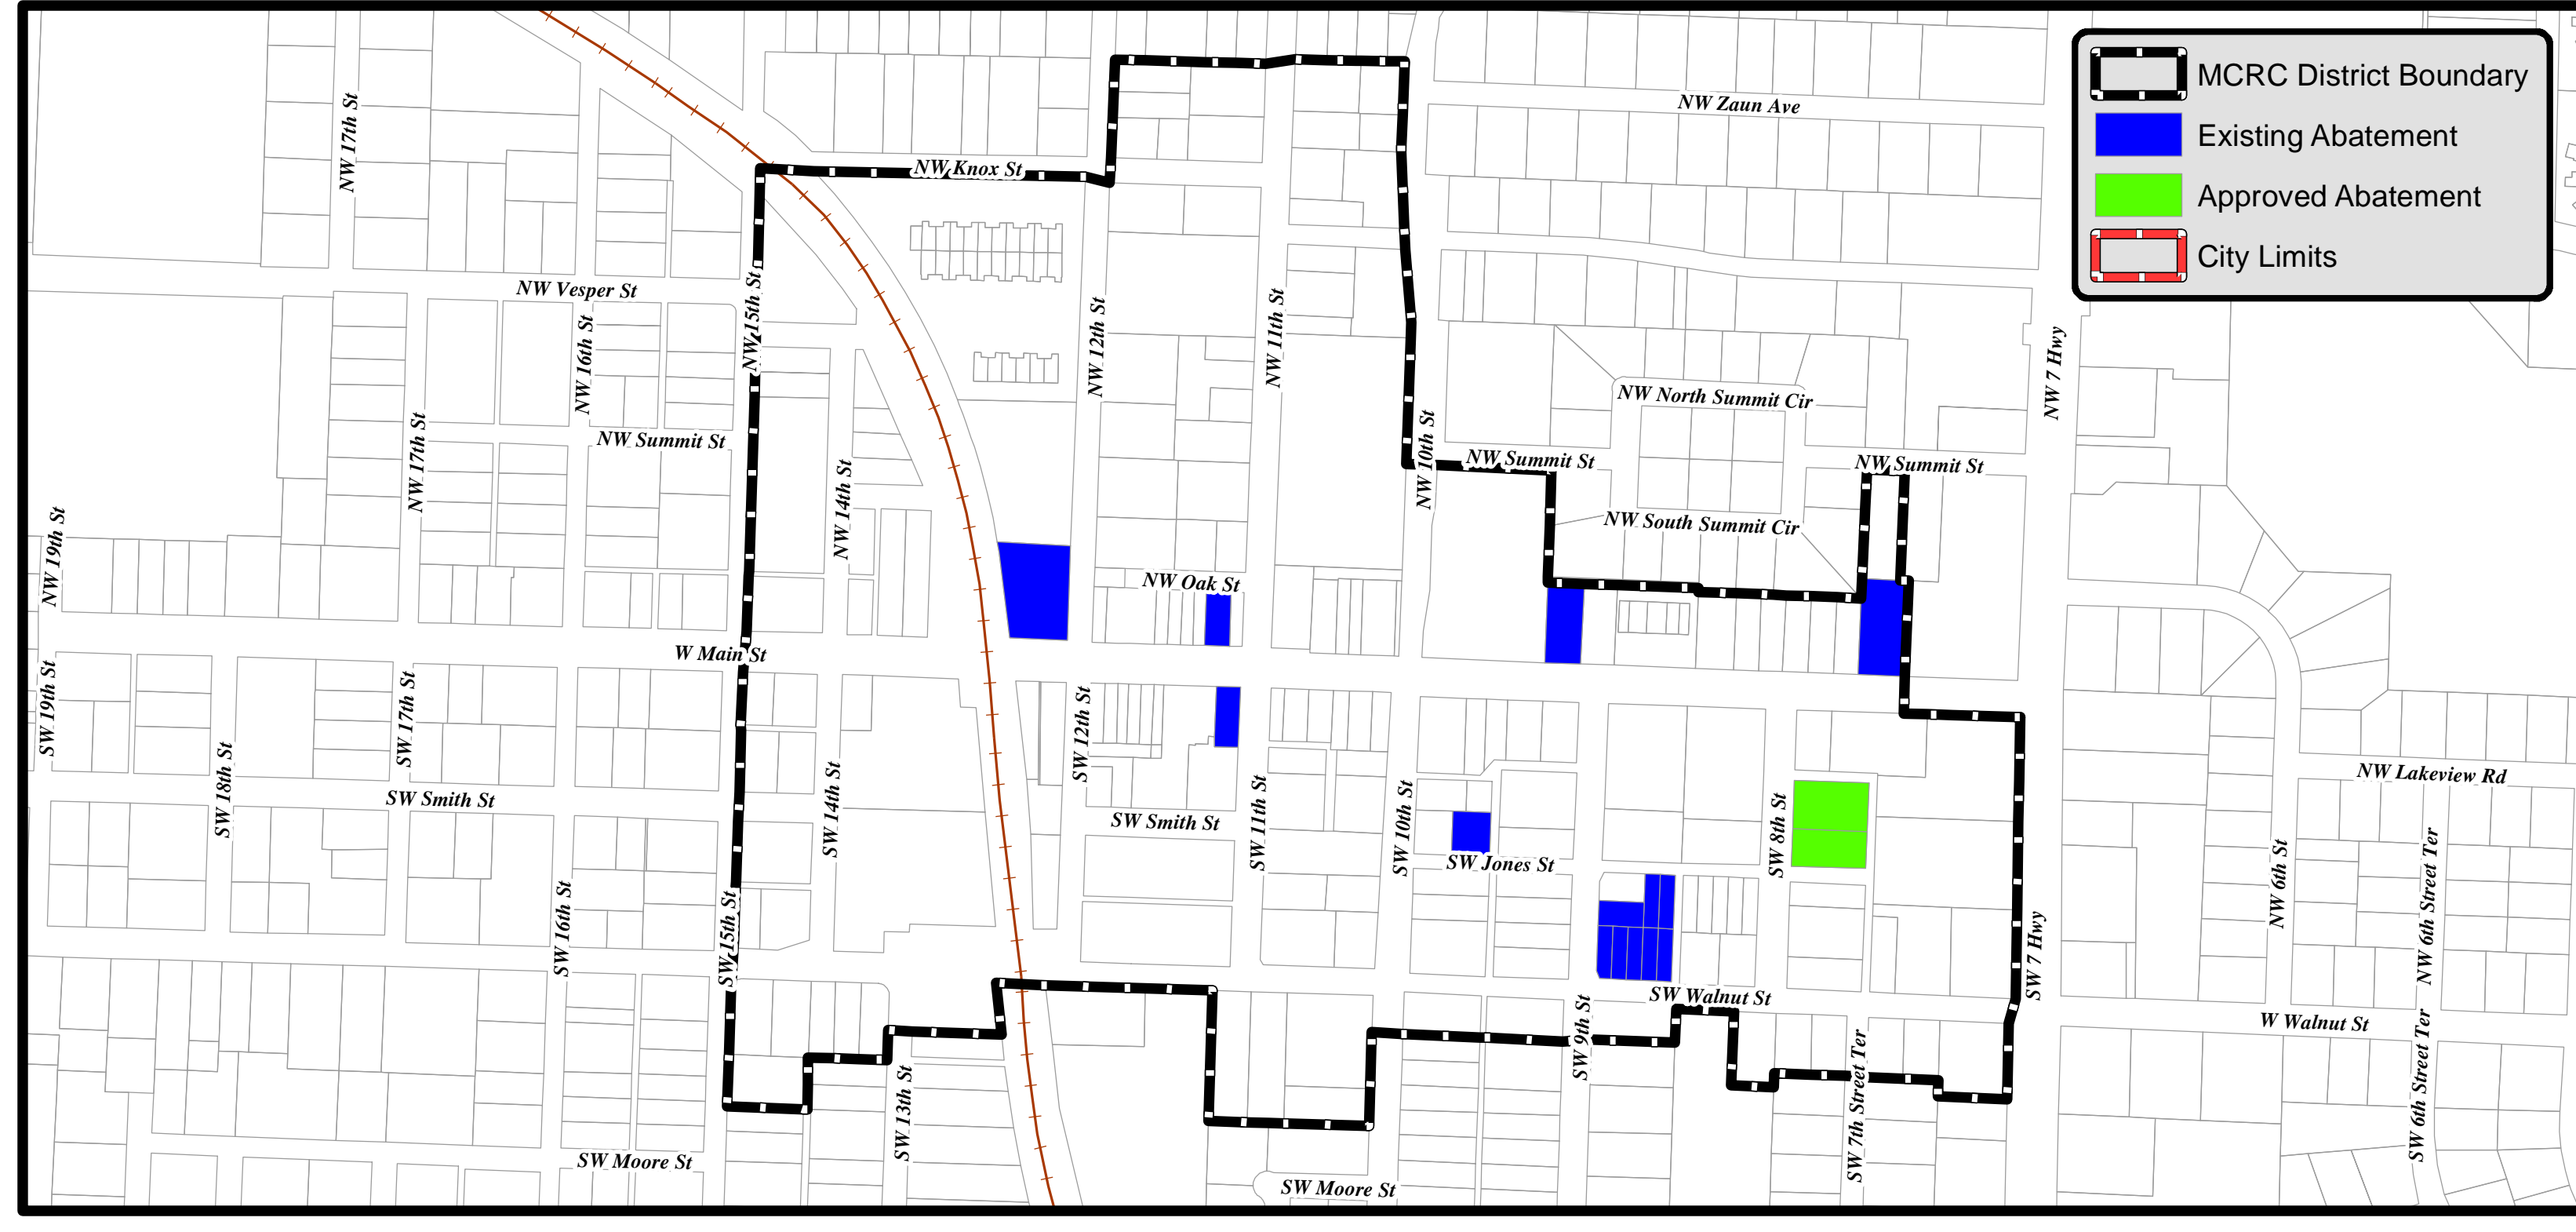 MCRC District Boundary
Existing Abatement
Approved Abatement
City Limits
NW Zaun Ave
NW 17th St
NW Knox St
NW Vesper St
NW 15th St
NW 16th St
NW 12th St
NW 11th St
NW 7 Hwy
NW North Summit Cir
NW 17th St
NW Summit St
NW 14th St
NW 10th St
NW Summit St
NW Summit St
NW South Summit Cir
NW 19th St
NW Oak St
W Main St
SW 19th St
SW 17th St
SW 12th St
SW 18th St
SW Smith St
SW 14th St
SW Smith St
SW 11th St
SW 10th St
SW Jones St
SW 8th St
NW Lakeview Rd
NW 6th St
NW 6th Street Ter
SW 16th St
SW 15th St
SW 7 Hwy
SW Walnut St
SW 9th St
W Walnut St
SW 13th St
SW 7th Street Ter
SW 6th Street Ter
SW Moore St
SW Moore St